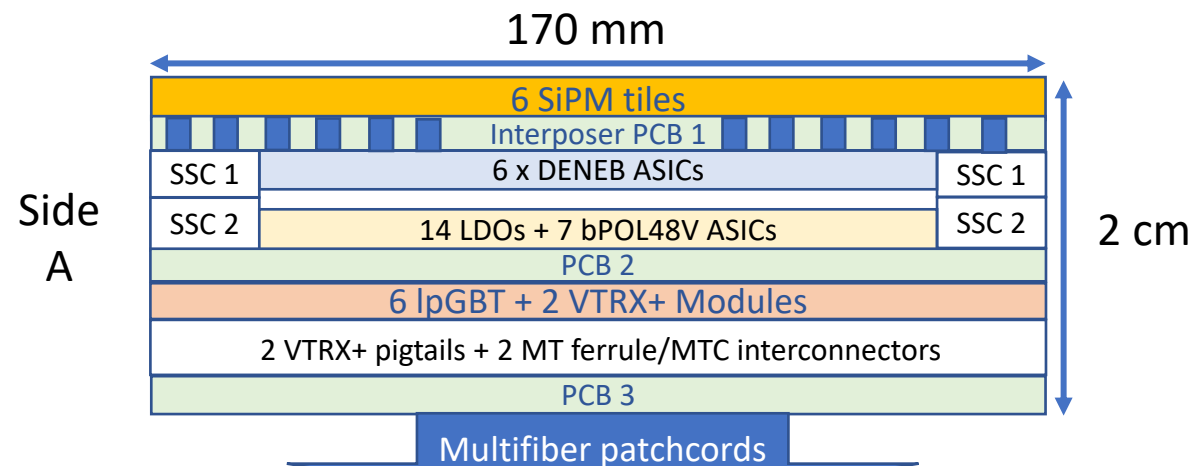 170 mm
6 SiPM tiles
Interposer PCB 1
SSC 1
6 x DENEB ASICs
SSC 1
Side
A
SSC 2
14 LDOs + 7 bPOL48V ASICs
SSC 2
2 cm
PCB 2
6 lpGBT + 2 VTRX+ Modules
2 VTRX+ pigtails + 2 MT ferrule/MTC interconnectors
PCB 3
Multifiber patchcords